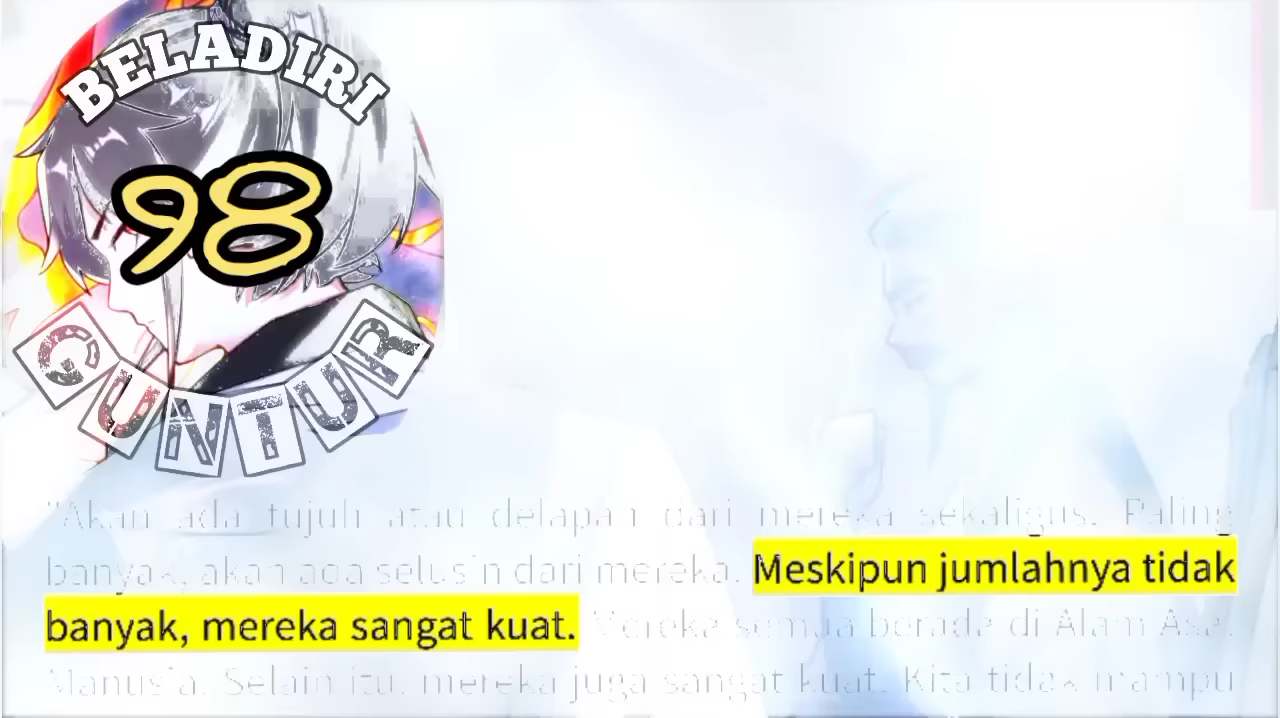 BELADIRI
98
GUNTUR
"Akan ada tujuh atau delapan dari mereka sekaligus. Paling
banyak, akan ada selusin dari mereka. Meskipun jumlahnya tidak
banyak, mereka sangat kuat. Mereka semua berada di Alam Asal
Manusia. Selain itu, mereka juga sangat kuat. Kita tidak mampu